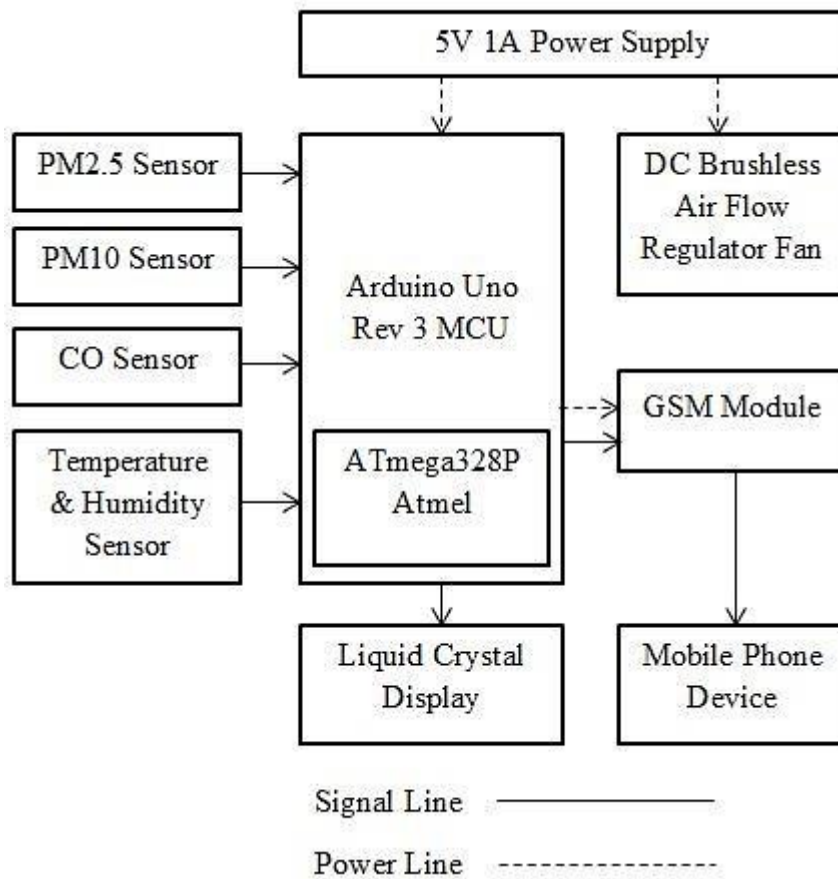 5V 1A Power Supply
PM2.5 Sensor
PM10 Sensor
CO Sensor
Temperature
& Humidity
Sensor
Arduino Uno
Rev 3 MCU
ATmega328P
Atmel
DC Brushless
Air Flow
Regulator Fan
GSM Module
Liquid Crystal
Display
Mobile Phone
Device
Signal Line
Power Line